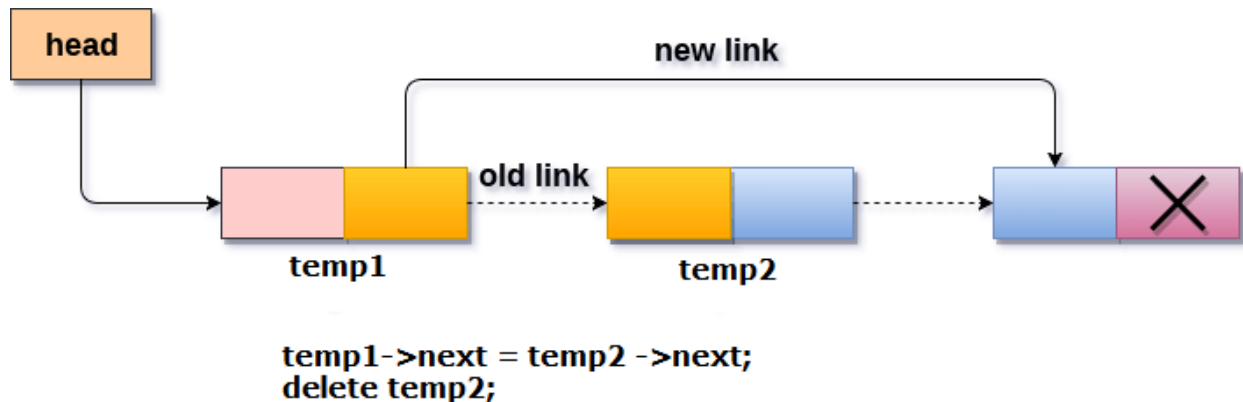 head
new link
old link
temp1
temp2
temp1->next = temp2 ->next;
delete temp2;